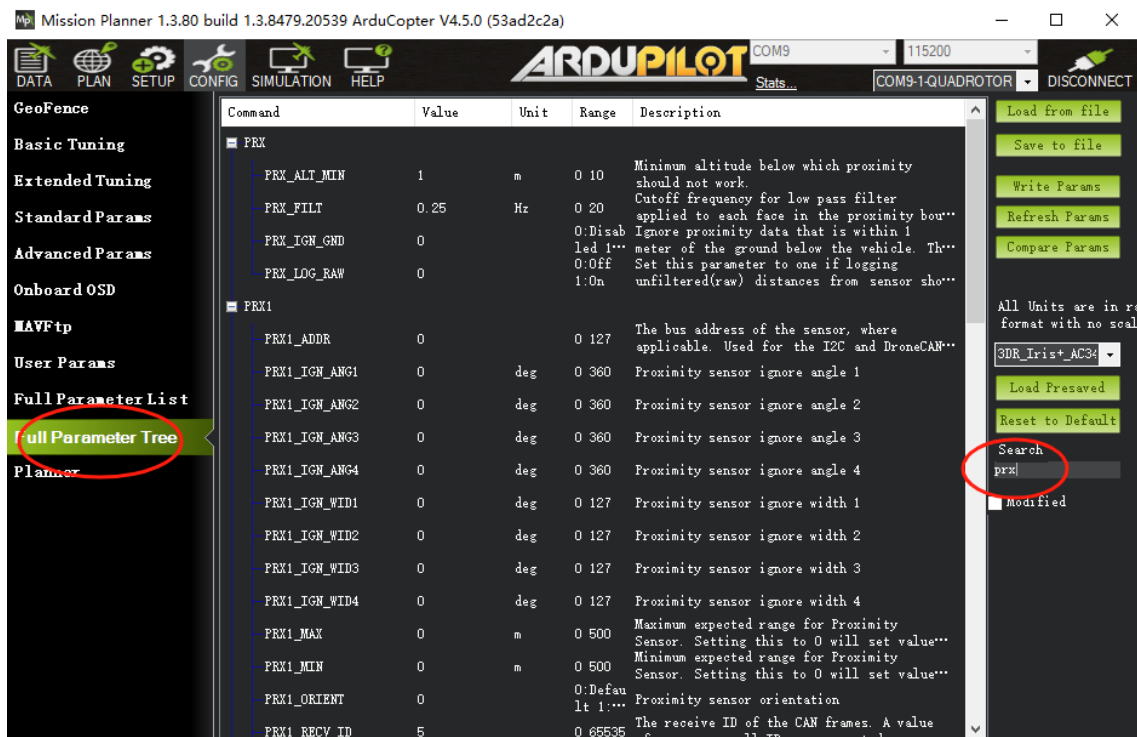 Mission Planner 1.3.80 build 1.3.8479.20539 ArduCopter V4.5.0 (53ad2c2a)
DATA PLAN SETUP CONFIG SIMULATION HELP
ARDUPILOT
COM9 115200
Stats... COM9-1-QUADROTOR DISCONNECT
GeoFence
Basic Tuning
Extended Tuning
Standard Params
Advanced Params
Onboard OSD
MAVFtp
User Params
Full Parameter List
Full Parameter Tree
Planner
Command Value Unit Range Description
PRX
PRX_ALT_MIN 1 m 0 10 Minimum altitude below which proximity
should not work.
PRX_FILT 0.25 Hz 0 20 Cutoff frequency for low pass filter
applied to each face in the proximity bou...
PRX_IGN_GND 0 0:Disab Ignore proximity data that is within 1
led 1... meter of the ground below the vehicle. Th...
PRX_LOG_RAW 0 0:Off Set this parameter to one if logging
1:On unfiltered(raw) distances from sensor sho...
PRX1
PRX1_ADDR 0 0 127 The bus address of the sensor, where
applicable. Used for the I2C and DroneCAN...
PRX1_IGN_ANG1 0 deg 0 360 Proximity sensor ignore angle 1
PRX1_IGN_ANG2 0 deg 0 360 Proximity sensor ignore angle 2
PRX1_IGN_ANG3 0 deg 0 360 Proximity sensor ignore angle 3
PRX1_IGN_ANG4 0 deg 0 360 Proximity sensor ignore angle 4
PRX1_IGN_WID1 0 deg 0 127 Proximity sensor ignore width 1
PRX1_IGN_WID2 0 deg 0 127 Proximity sensor ignore width 2
PRX1_IGN_WID3 0 deg 0 127 Proximity sensor ignore width 3
PRX1_IGN_WID4 0 deg 0 127 Proximity sensor ignore width 4
PRX1_MAX 0 m 0 500 Maximum expected range for Proximity
Sensor. Setting this to 0 will set value...
PRX1_MIN 0 m 0 500 Minimum expected range for Proximity
Sensor. Setting this to 0 will set value...
PRX1_ORIENT 0 0:Defau Proximity sensor orientation
lt 1:...
PRX1_RECV_ID 5 0 65535 The receive ID of the CAN frames. A value
Load from file
Save to file
Write Params
Refresh Params
Compare Params
All Units are in ra
format with no scal
3DR_Iris+_AC34
Load Presaved
Reset to Default
Search
prx
Modified